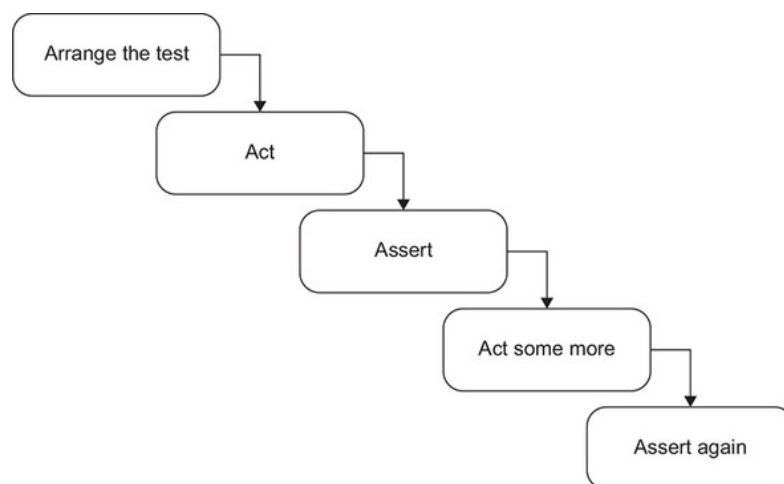 Arrange the test
Act
Assert
Act some more
Assert again